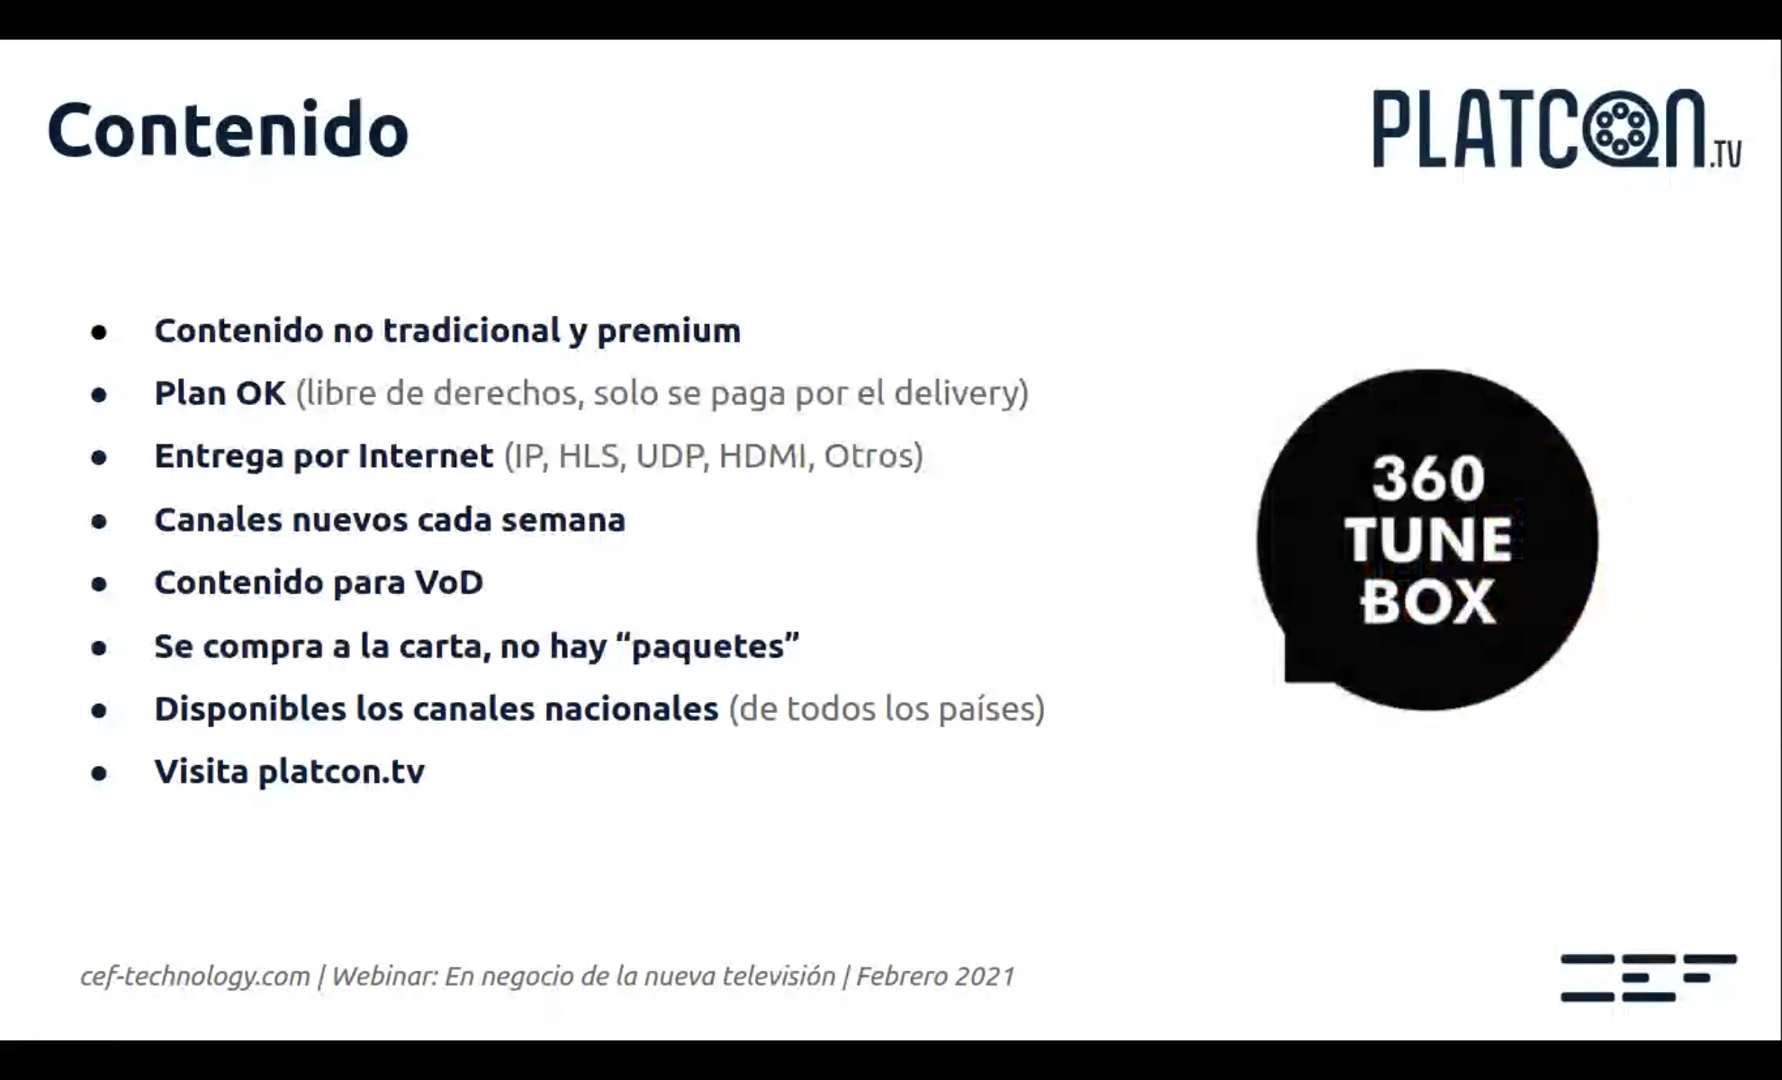 Contenido
PLATCON.TV
● Contenido no tradicional y premium
● Plan OK (libre de derechos, solo se paga por el delivery)
● Entrega por Internet (IP, HLS, UDP, HDMI, Otros)
● Canales nuevos cada semana
● Contenido para VoD
● Se compra a la carta, no hay “paquetes”
● Disponibles los canales nacionales (de todos los países)
● Visita platcon.tv
360
TUNE
BOX
cef-technology.com | Webinar: En negocio de la nueva televisión | Febrero 2021
CEF